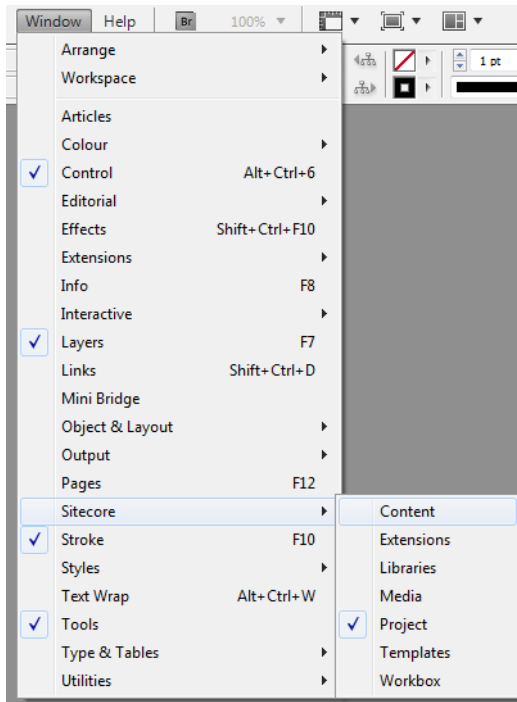 Window Help Br 100%
Arrange
Workspace
1 pt
Articles
Colour
Control Alt+Ctrl+6
Editorial
Effects Shift+Ctrl+F10
Extensions
Info F8
Interactive
Layers F7
Links Shift+Ctrl+D
Mini Bridge
Object & Layout
Output
Pages F12
Sitecore
Stroke F10
Styles
Text Wrap Alt+Ctrl+W
Tools
Type & Tables
Utilities
Content
Extensions
Libraries
Media
Project
Templates
Workbox